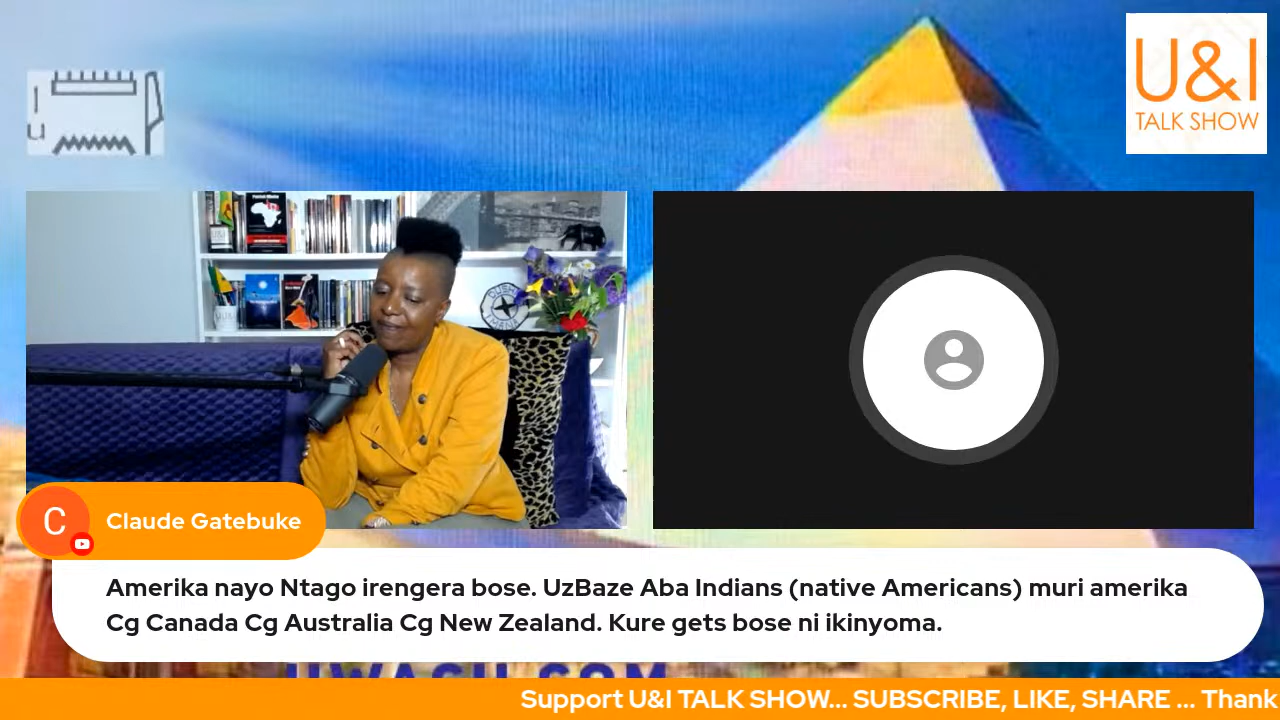 U&I
TALK SHOW
Claude Gatebuke
Amerika nayo Ntago irengera bose. UzBaze Aba Indians (native Americans) muri amerika
Cg Canada Cg Australia Cg New Zealand. Kure gets bose ni ikinyoma.
Support U&I TALK SHOW... SUBSCRIBE, LIKE, SHARE ... Thank